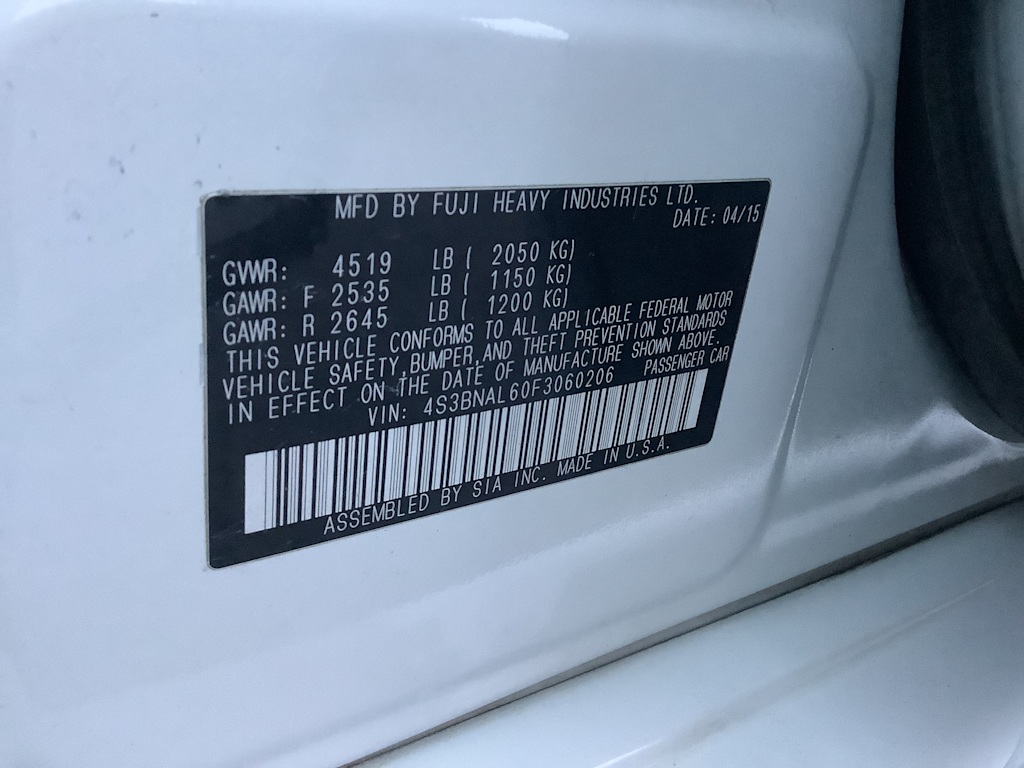 MFD BY FUJI HEAVY INDUSTRIES LTD.
DATE: 04/15
GVWR: 4519 LB ( 2050 KG)
GAWR: F 2535 LB ( 1150 KG)
GAWR: R 2645 LB ( 1200 KG)
THIS VEHICLE CONFORMS TO ALL APPLICABLE FEDERAL MOTOR
VEHICLE SAFETY, BUMPER, AND THEFT PREVENTION STANDARDS
IN EFFECT ON THE DATE OF MANUFACTURE SHOWN ABOVE.
VIN: 4S3BNAL60F3060206 PASSENGER CAR
ASSEMBLED BY SIA INC. MADE IN U.S.A.